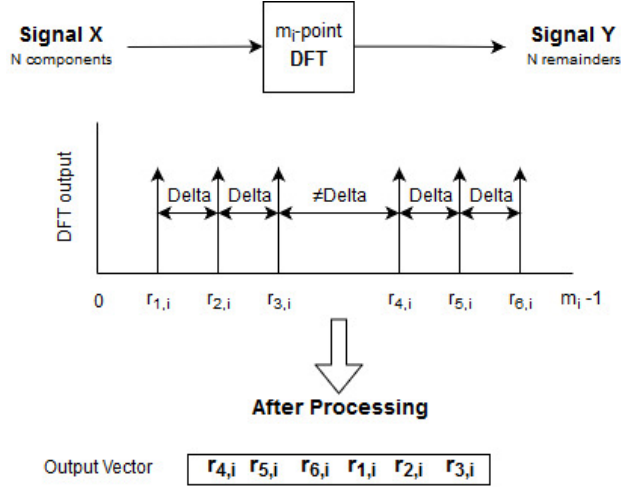 Signal X
N components
mᵢ-point
DFT
Signal Y
N remainders
DFT output
Delta Delta ≠Delta Delta Delta
0 r₁,ᵢ r₂,ᵢ r₃,ᵢ r₄,ᵢ r₅,ᵢ r₆,ᵢ mᵢ -1
After Processing
Output Vector r₄,ᵢ r₅,ᵢ r₆,ᵢ r₁,ᵢ r₂,ᵢ r₃,ᵢ